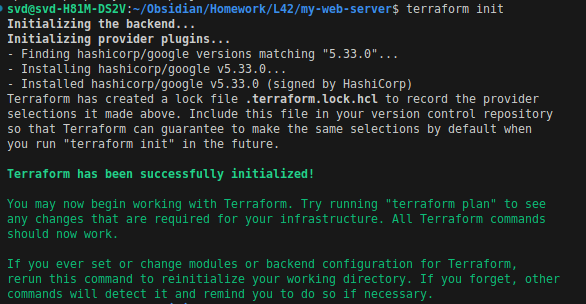 svd@svd-H81M-DS2V:~/Obsidian/Homework/L42/my-web-server$ terraform init
Initializing the backend...
Initializing provider plugins...
- Finding hashicorp/google versions matching "5.33.0"...
- Installing hashicorp/google v5.33.0...
- Installed hashicorp/google v5.33.0 (signed by HashiCorp)
Terraform has created a lock file .terraform.lock.hcl to record the provider
selections it made above. Include this file in your version control repository
so that Terraform can guarantee to make the same selections by default when
you run "terraform init" in the future.
Terraform has been successfully initialized!
You may now begin working with Terraform. Try running "terraform plan" to see
any changes that are required for your infrastructure. All Terraform commands
should now work.
If you ever set or change modules or backend configuration for Terraform,
rerun this command to reinitialize your working directory. If you forget, other
commands will detect it and remind you to do so if necessary.